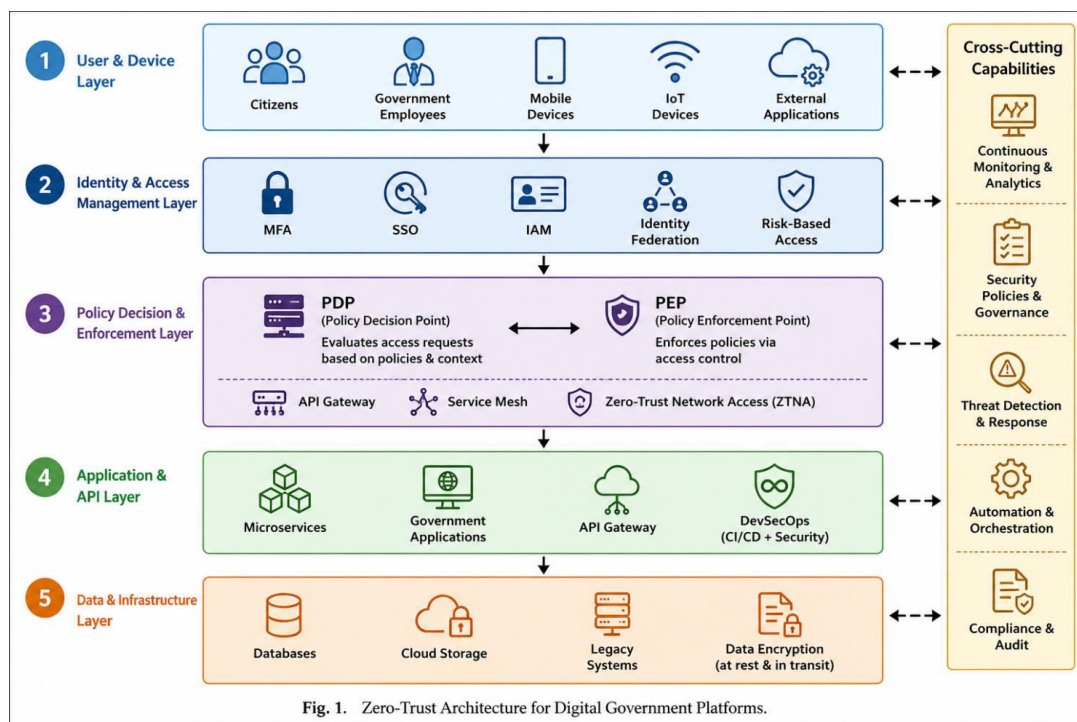 1
User & Device
Layer
Citizens
Government
Employees
Mobile
Devices
IoT
Devices
External
Applications
2
Identity & Access
Management Layer
MFA
SSO
IAM
Identity
Federation
Risk-Based
Access
3
Policy Decision &
Enforcement Layer
PDP
(Policy Decision Point)
Evaluates access requests
based on policies & context
PEP
(Policy Enforcement Point)
Enforces policies via
access control
API Gateway
Service Mesh
Zero-Trust Network Access (ZTNA)
4
Application &
API Layer
Microservices
Government
Applications
API Gateway
DevSecOps
(CI/CD + Security)
5
Data & Infrastructure
Layer
Databases
Cloud Storage
Legacy
Systems
Data Encryption
(at rest & in transit)
Cross-Cutting
Capabilities
Continuous
Monitoring &
Analytics
Security
Policies &
Governance
Threat Detection
& Response
Automation &
Orchestration
Compliance &
Audit
Fig. 1. Zero-Trust Architecture for Digital Government Platforms.